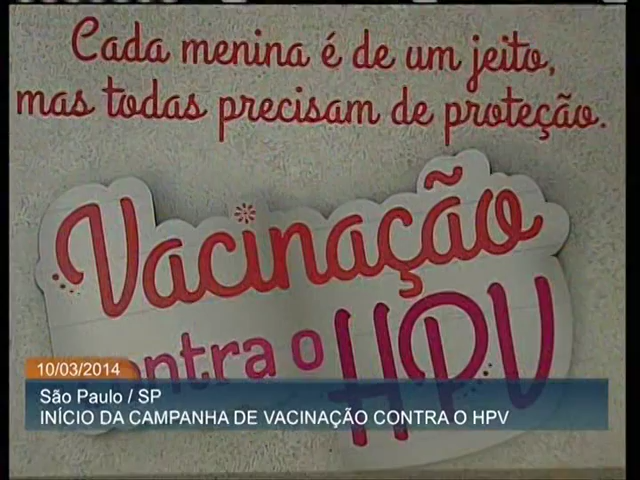 Cada menina é de um jeito,
mas todas precisam de proteção.
Vacinação
contra o HPV
10/03/2014
São Paulo / SP
INÍCIO DA CAMPANHA DE VACINAÇÃO CONTRA O HPV